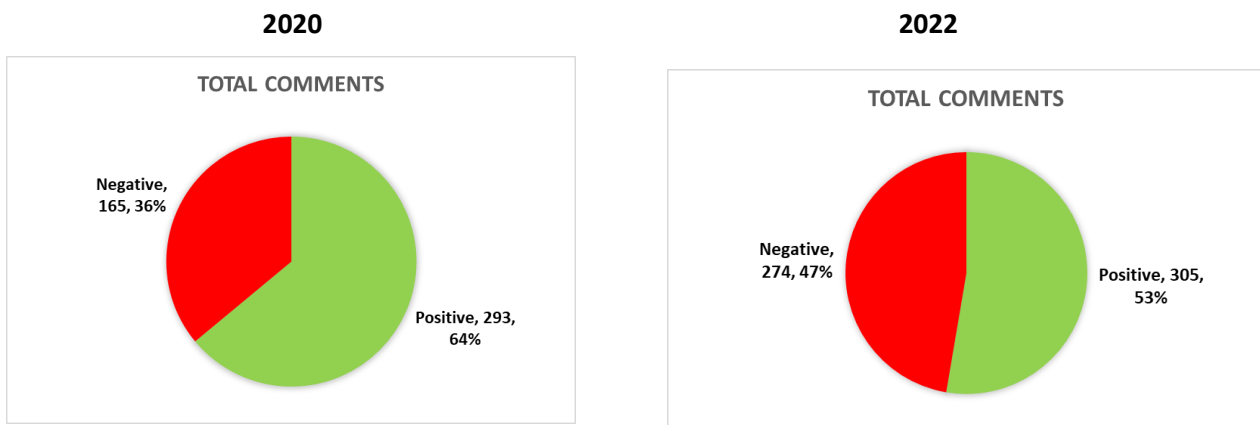 2020
2022
TOTAL COMMENTS
Negative,
165, 36%
Positive, 293,
64%
TOTAL COMMENTS
Negative,
274, 47%
Positive, 305,
53%